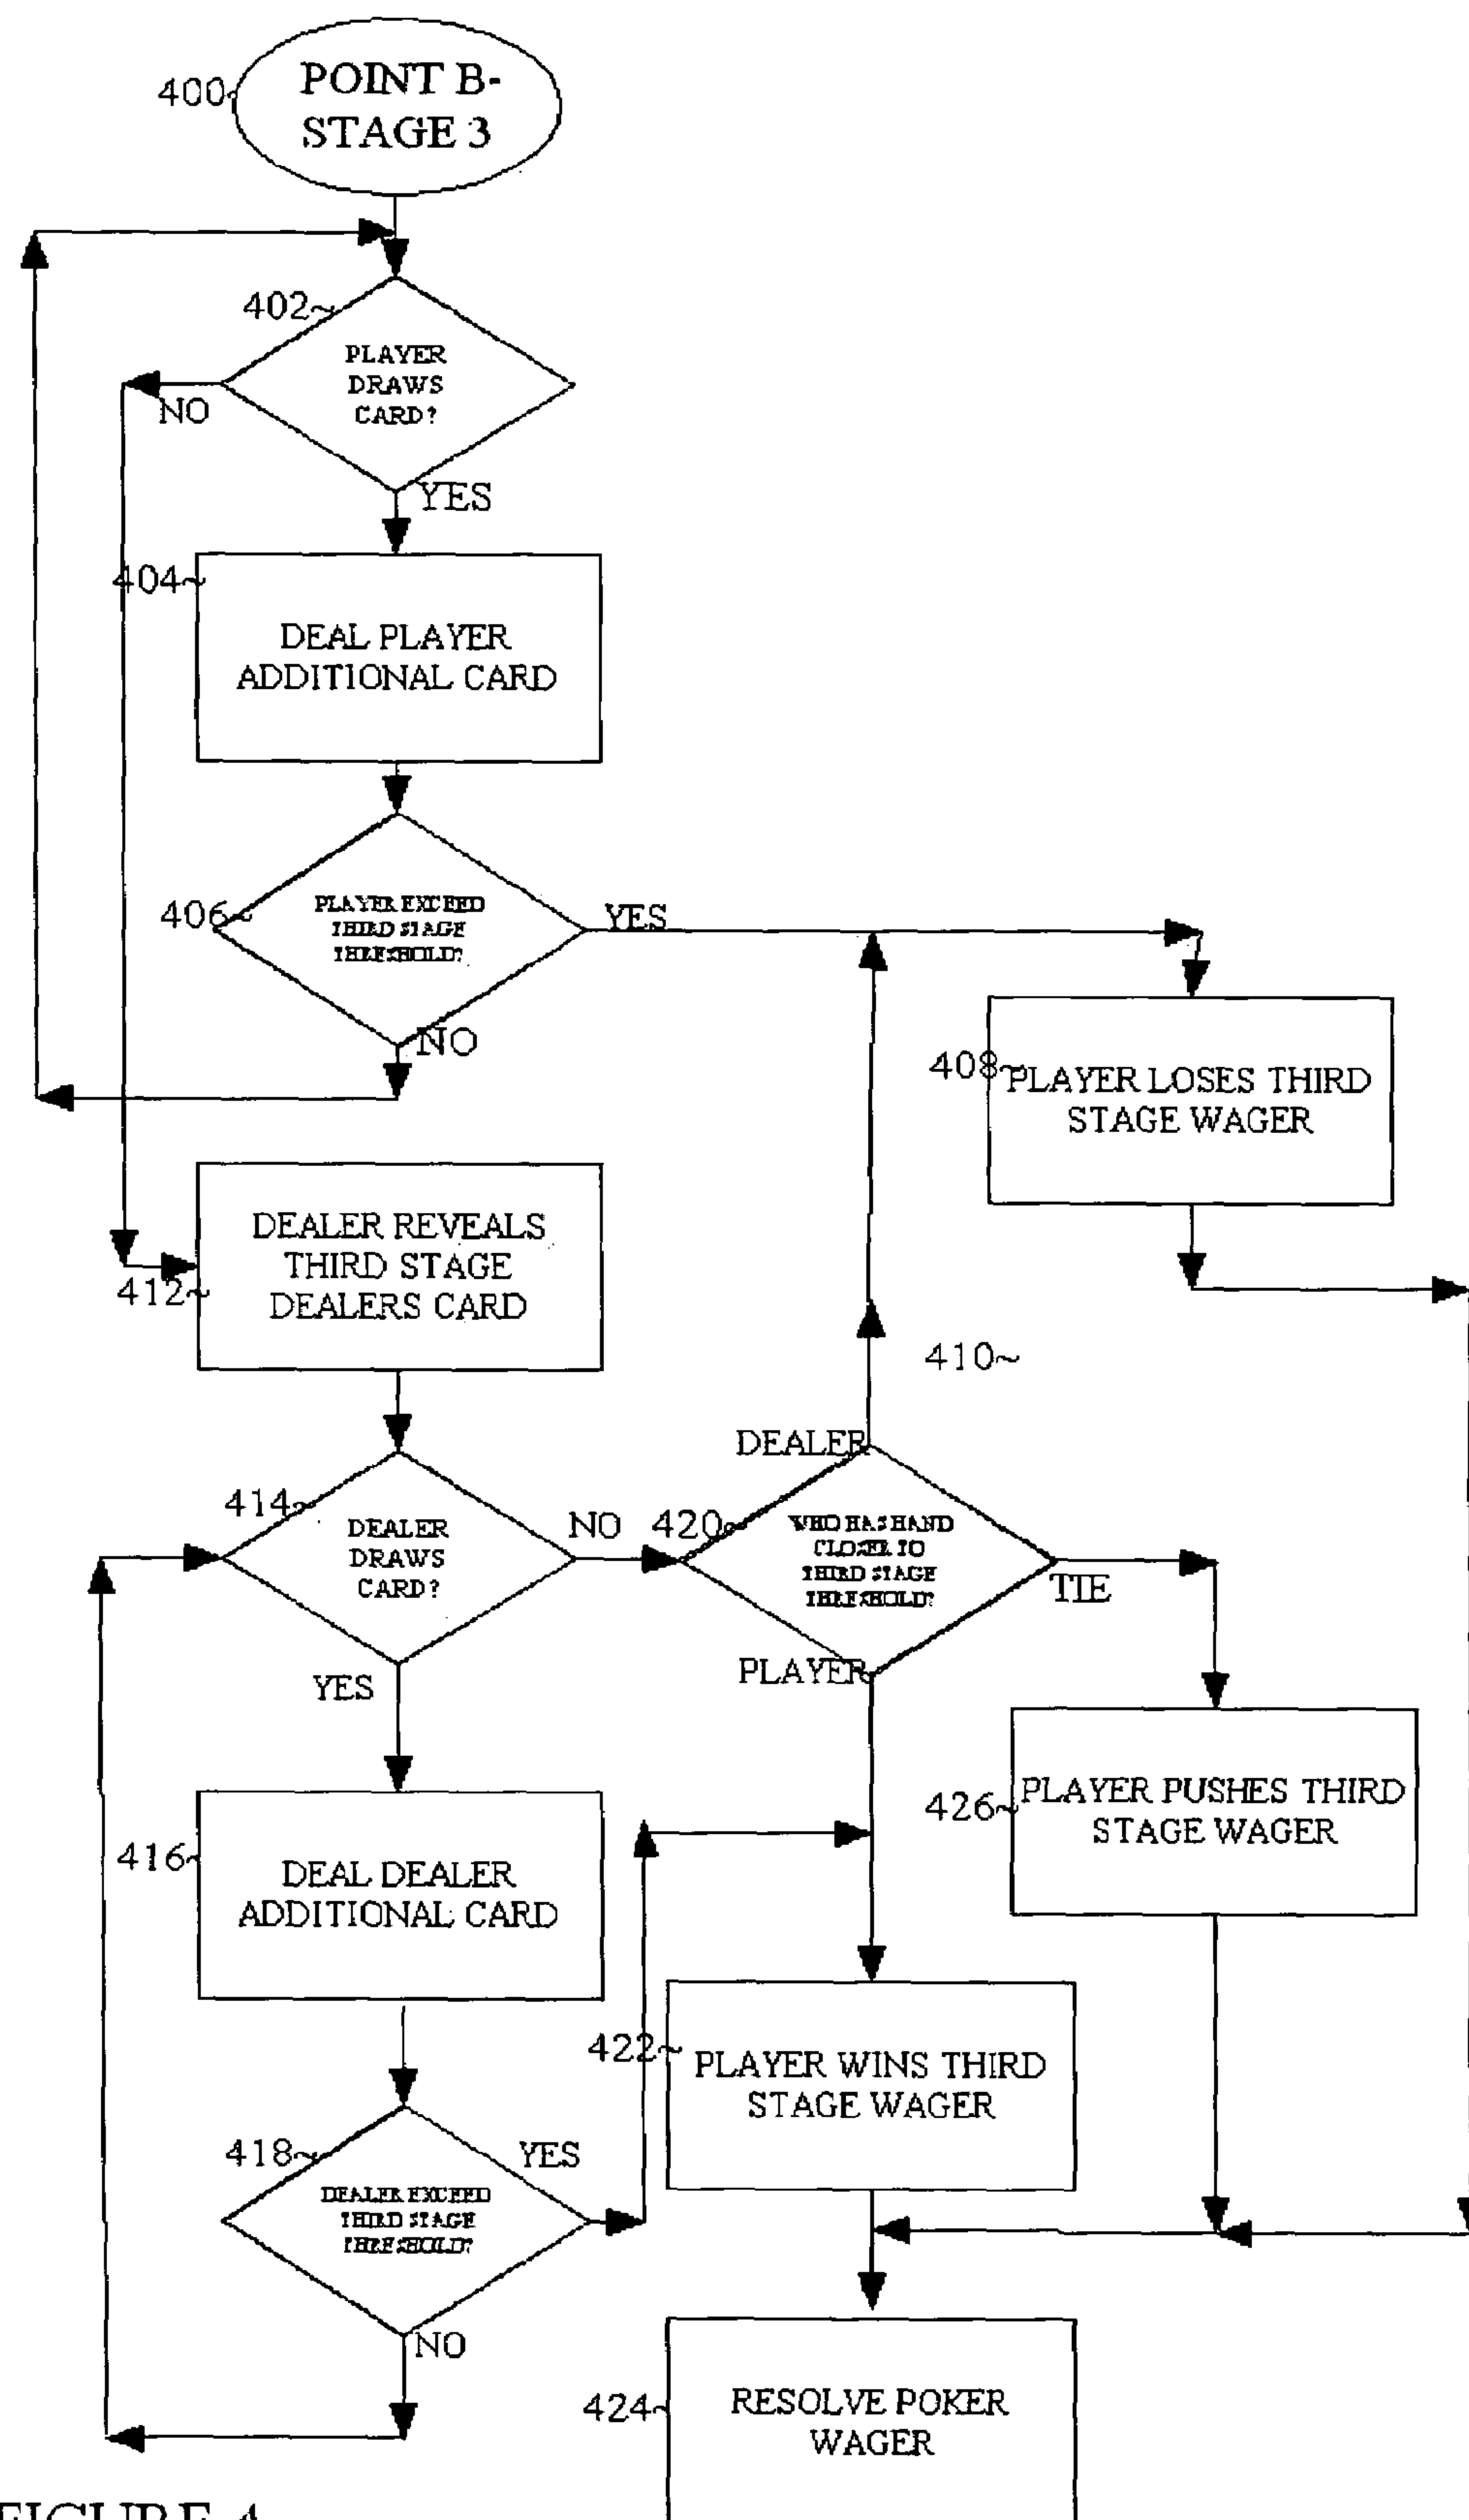 400~
POINT B-
STAGE 3
402~
PLAYER
DRAWS
CARD?
NO
YES
404~
DEAL PLAYER
ADDITIONAL CARD
406~
PLAYER EXCEED
THIRD STAGE
THRESHOLD?
YES
NO
408~
PLAYER LOSES THIRD
STAGE WAGER
DEALER REVEALS
THIRD STAGE
DEALERS CARD
412~
410~
DEALER
414~
DEALER
DRAWS
CARD?
NO
420~
WHO HAS HAND
CLOSER TO
THIRD STAGE
THRESHOLD?
TIE
YES
PLAYER
426~
PLAYER PUSHES THIRD
STAGE WAGER
416~
DEAL DEALER
ADDITIONAL CARD
422~
PLAYER WINS THIRD
STAGE WAGER
418~
YES
DEALER EXCEED
THIRD STAGE
THRESHOLD?
NO
424~
RESOLVE POKER
WAGER
FIGURE 4